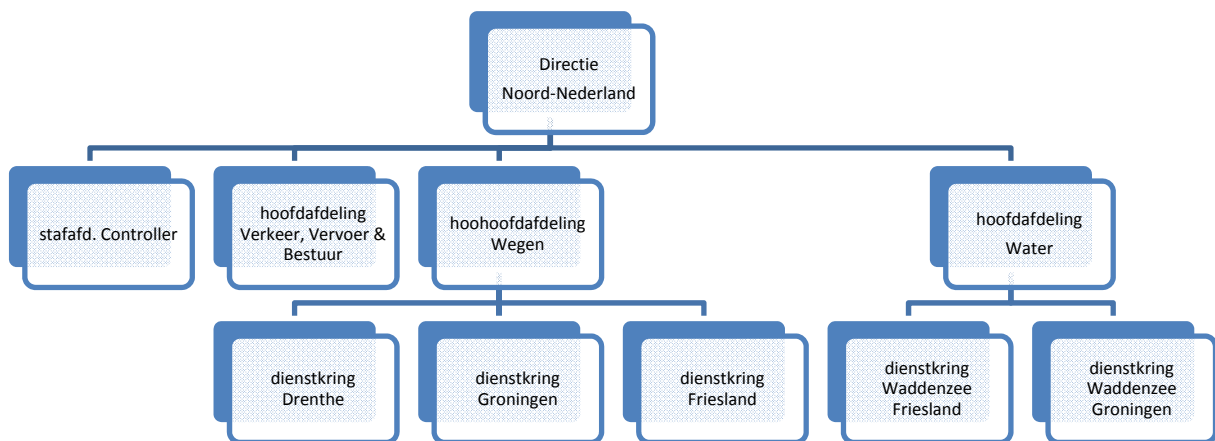 Directie
Noord-Nederland
stafafd. Controller
hoofdafdeling
Verkeer, Vervoer &
Bestuur
hoohoofdafdeling
Wegen
hoofdafdeling
Water
dienstkring
Drenthe
dienstkring
Groningen
dienstkring
Friesland
dienstkring
Waddenzee
Friesland
dienstkring
Waddenzee
Groningen